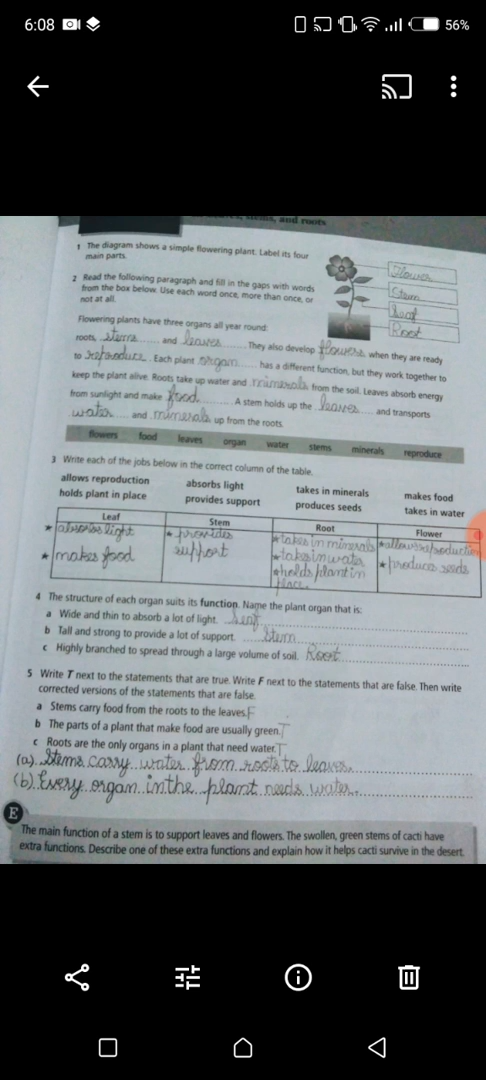 6:08
56%
stems, and roots
1 The diagram shows a simple flowering plant. Label its four
main parts.
Flower
Stem
leaf
Root
2 Read the following paragraph and fill in the gaps with words
from the box below. Use each word once, more than once, or
not at all.
Flowering plants have three organs all year round:
roots, stems and leaves. They also develop flowers when they are ready
to reproduce. Each plant organ has a different function, but they work together to
keep the plant alive. Roots take up water and minerals from the soil. Leaves absorb energy
from sunlight and make food. A stem holds up the leaves and transports
water and minerals up from the roots.
flowers food leaves organ water stems minerals reproduce
3 Write each of the jobs below in the correct column of the table.
allows reproduction absorbs light takes in minerals makes food
holds plant in place provides support produces seeds takes in water
Leaf Stem Root Flower
* absorbs light * provides * takes in minerals * allows reproduction
* makes food support * takes in water * produces seeds
* holds plant in
place
4 The structure of each organ suits its function. Name the plant organ that is:
a Wide and thin to absorb a lot of light. leaf
b Tall and strong to provide a lot of support. Stem
c Highly branched to spread through a large volume of soil. Root
5 Write T next to the statements that are true. Write F next to the statements that are false. Then write
corrected versions of the statements that are false.
a Stems carry food from the roots to the leaves. F
b The parts of a plant that make food are usually green. T
c Roots are the only organs in a plant that need water. T
(a) Stems carry water from roots to leaves.
(b) Every organ in the plant needs water.
E
The main function of a stem is to support leaves and flowers. The swollen, green stems of cacti have
extra functions. Describe one of these extra functions and explain how it helps cacti survive in the desert.